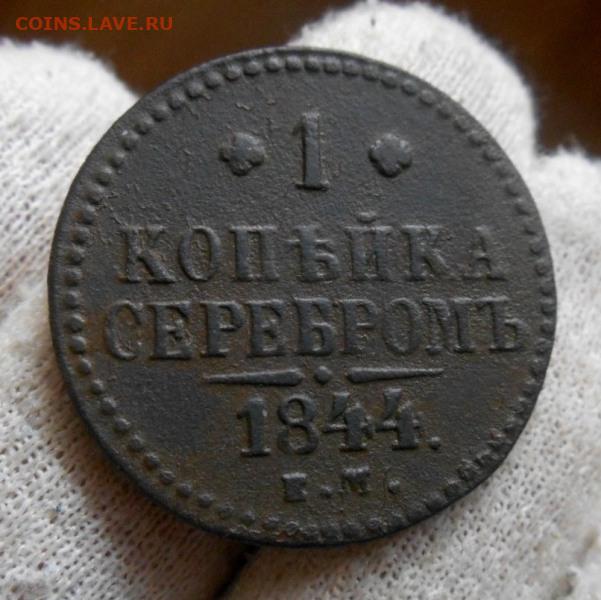 COINS.LAVE.RU
1
КОПѢЙКА
СЕРЕБРОМЪ
1844.
Е.М.